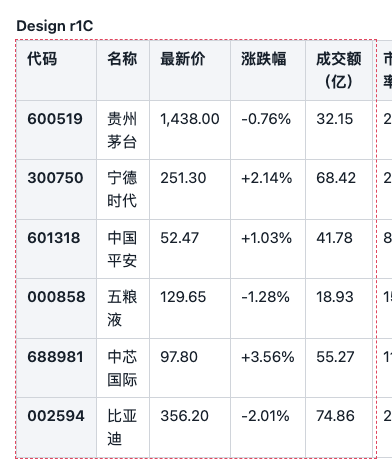 Design r1C
代码 名称 最新价 涨跌幅 成交额
（亿）
600519 贵州 1,438.00 -0.76% 32.15
茅台
300750 宁德 251.30 +2.14% 68.42
时代
601318 中国 52.47 +1.03% 41.78
平安
000858 五粮 129.65 -1.28% 18.93
液
688981 中芯 97.80 +3.56% 55.27
国际
002594 比亚 356.20 -2.01% 74.86
迪